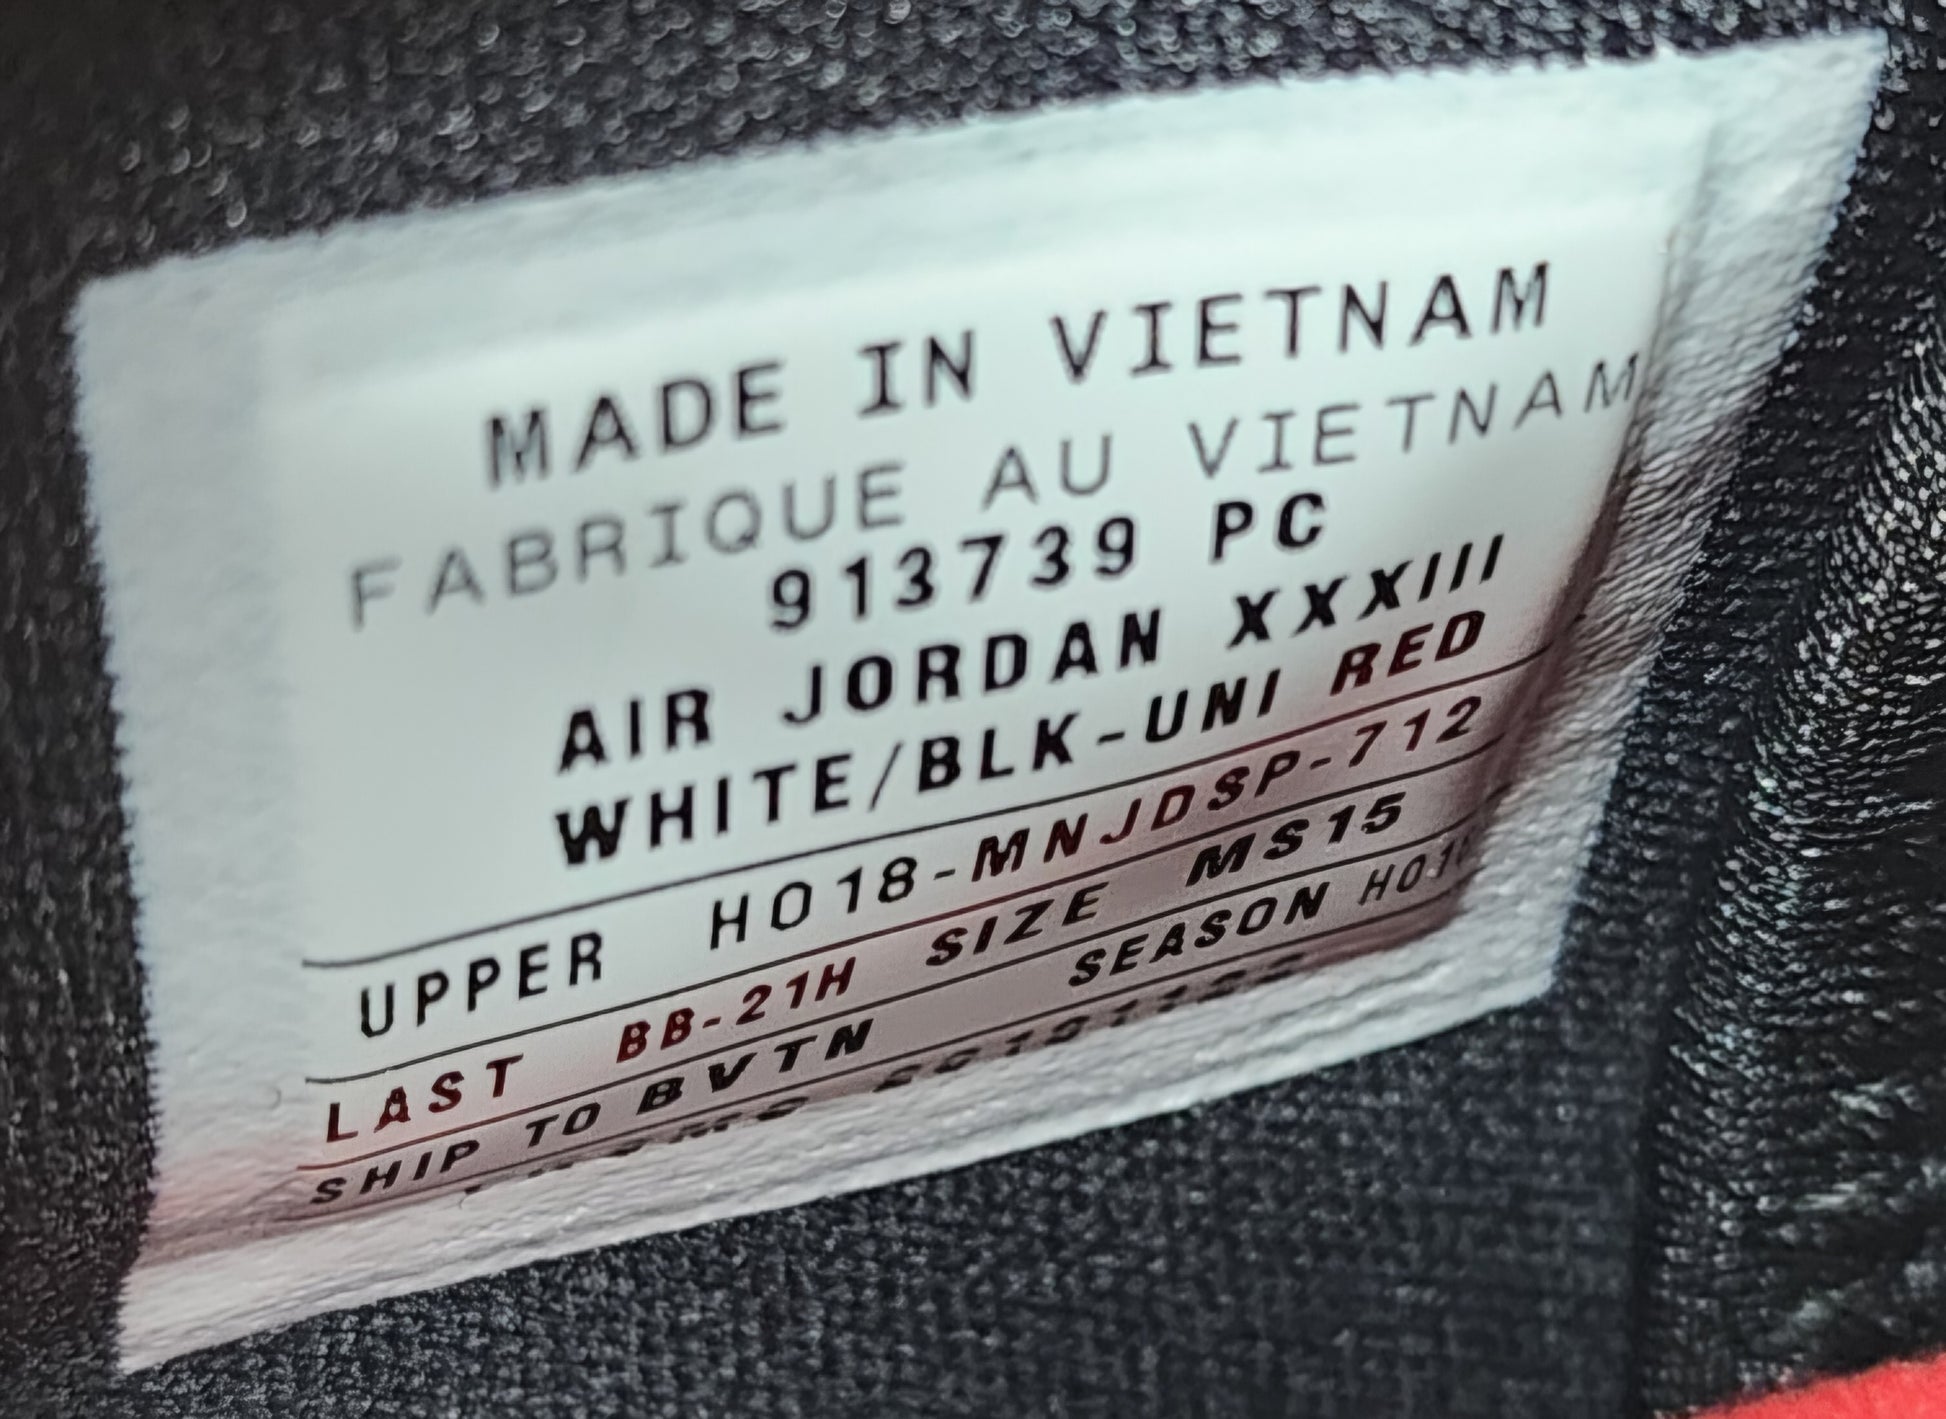 MADE IN VIETNAM
FABRIQUE AU VIETNAM
913739 PC
AIR JORDAN XXXIII
WHITE/BLK-UNI RED
UPPER HO18-MNJDSP-712
LAST BB-21H SIZE MS15
SHIP TO BVTN SEASON